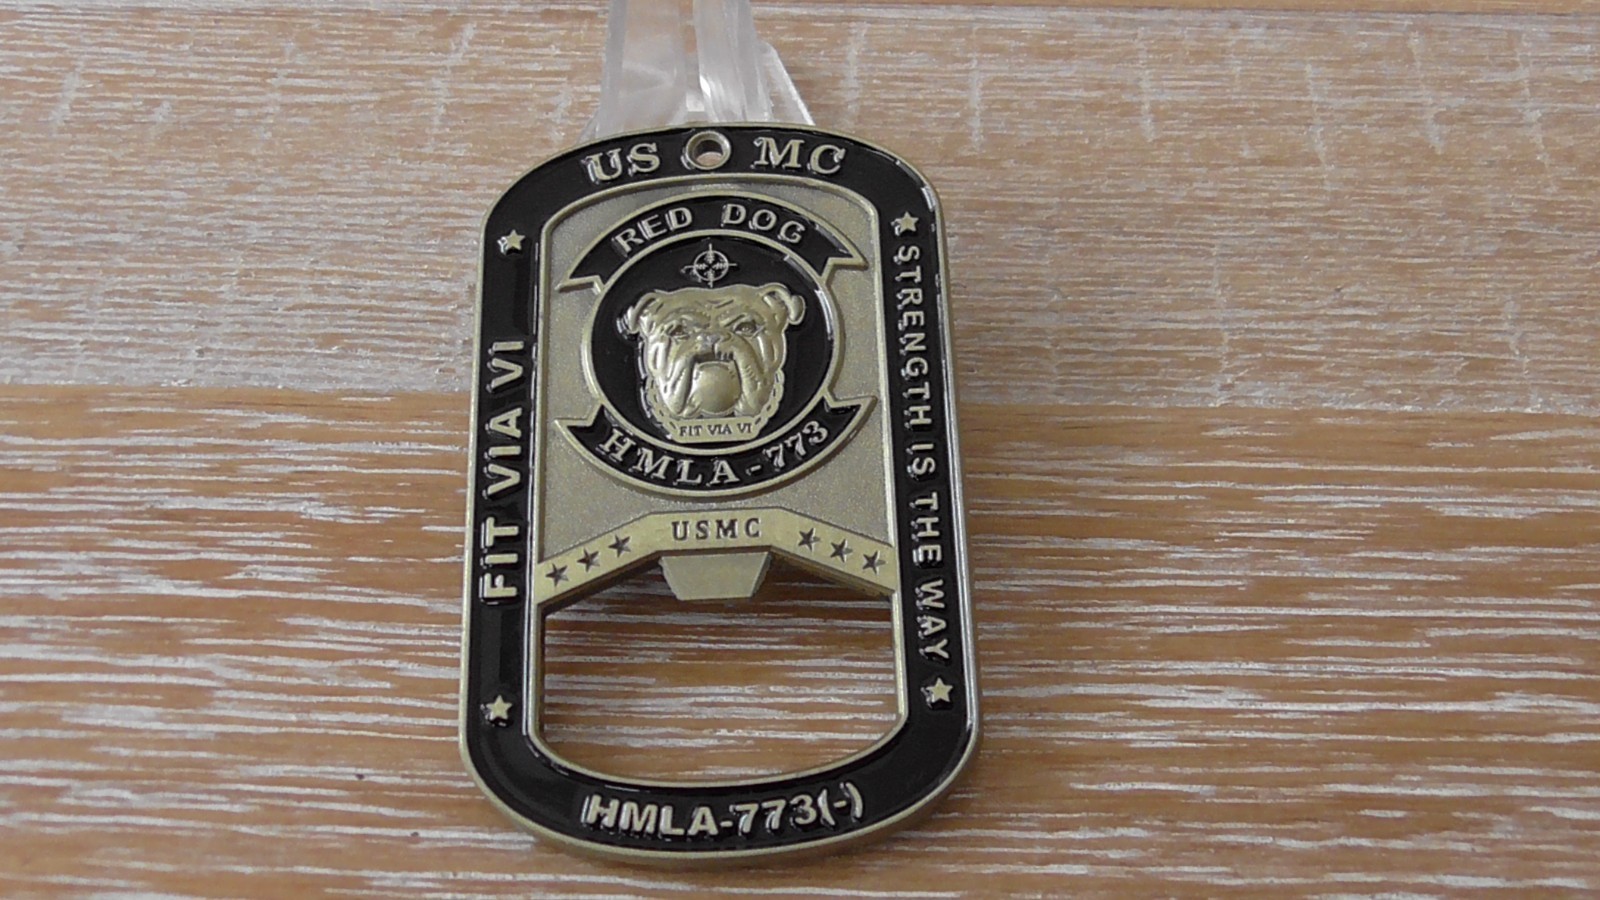 US MC
RED DOG
FIT VIA VI
HMLA-773
USMC
FIT VIA VI
STRENGTH IS THE WAY
HMLA-773(-)